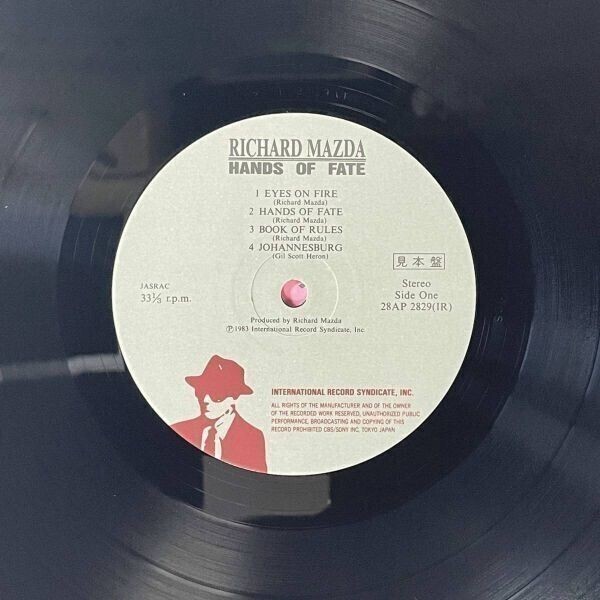 RICHARD MAZDA
HANDS OF FATE
1 EYES ON FIRE
(Richard Mazda)
2 HANDS OF FATE
(Richard Mazda)
3 BOOK OF RULES
(Richard Mazda)
4 JOHANNESBURG
(Gil Scott Heron)
見本盤
JASRAC
33⅓ r.p.m.
Stereo
Side One
28AP 2829(IR)
Produced by Richard Mazda
Ⓟ1983 International Record Syndicate, Inc.
INTERNATIONAL RECORD SYNDICATE, INC.
ALL RIGHTS OF THE MANUFACTURER AND OF THE OWNER
OF THE RECORDED WORK RESERVED, UNAUTHORIZED PUBLIC
PERFORMANCE, BROADCASTING AND COPYING OF THIS
RECORD PROHIBITED CBS/SONY INC. TOKYO JAPAN